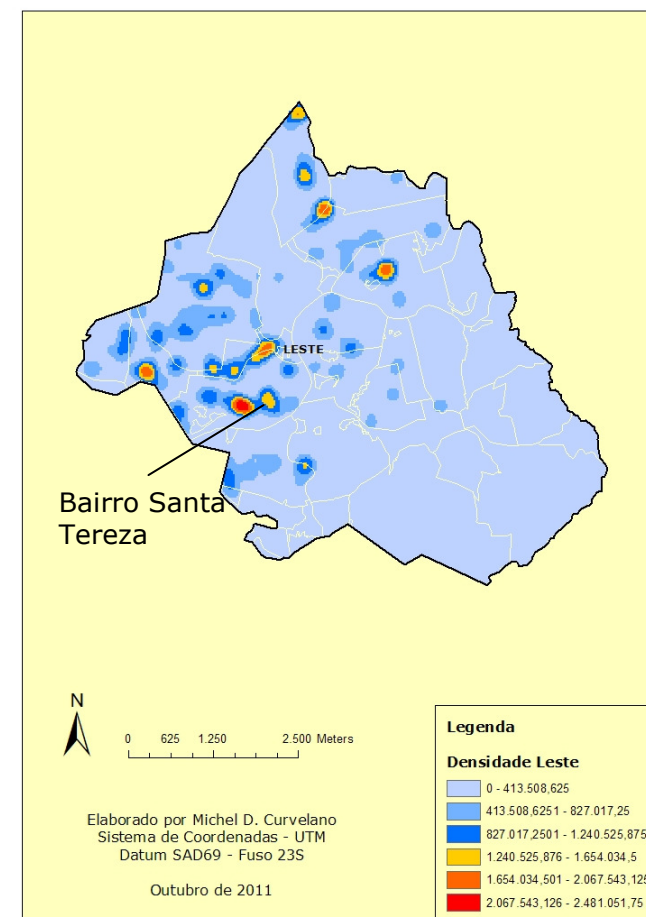 LESTE
Bairro Santa
Tereza
N
0 625 1.250 2.500 Meters
Elaborado por Michel D. Curvelano
Sistema de Coordenadas - UTM
Datum SAD69 - Fuso 23S
Outubro de 2011
Legenda
Densidade Leste
0 - 413.508,625
413.508,6251 - 827.017,25
827.017,2501 - 1.240.525,875
1.240.525,876 - 1.654.034,5
1.654.034,501 - 2.067.543,125
2.067.543,126 - 2.481.051,75